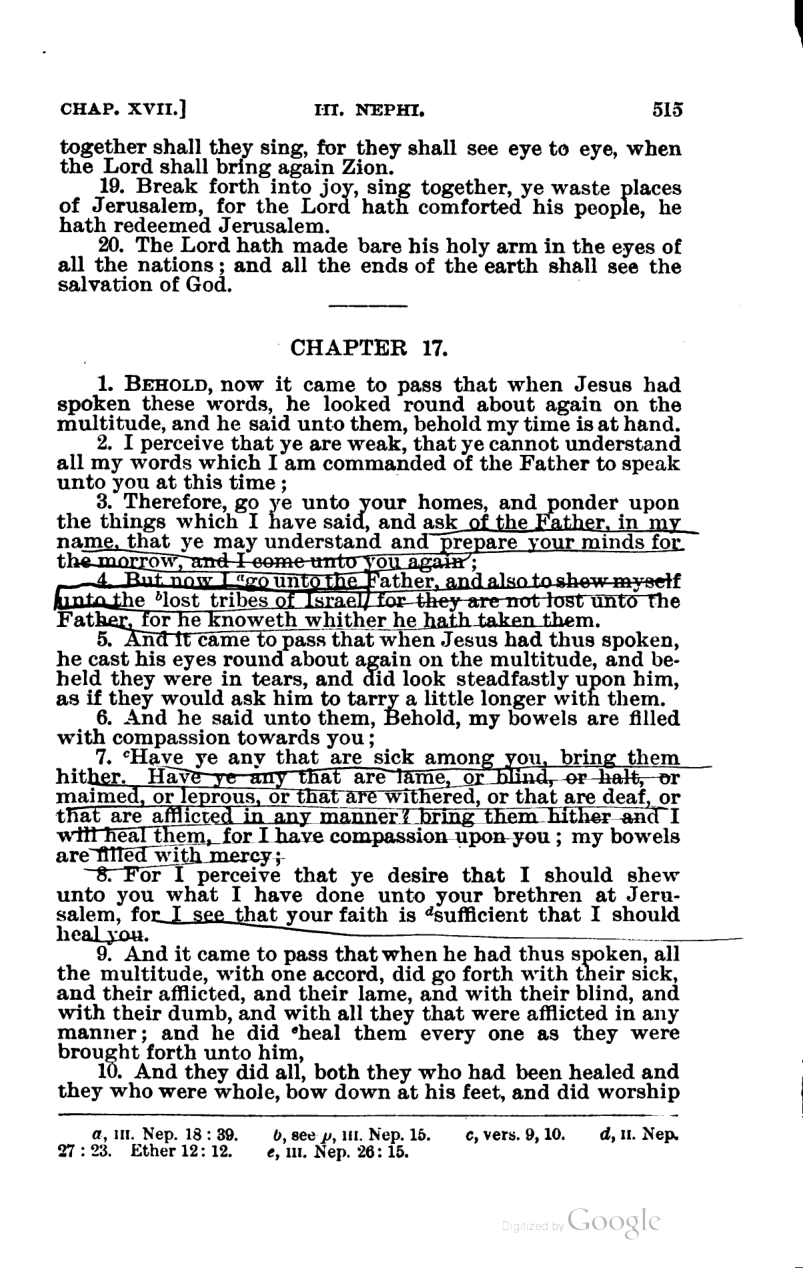 CHAP. XVII.] III. NEPHI. 515
together shall they sing, for they shall see eye to eye, when
the Lord shall bring again Zion.
19. Break forth into joy, sing together, ye waste places
of Jerusalem, for the Lord hath comforted his people, he
hath redeemed Jerusalem.
20. The Lord hath made bare his holy arm in the eyes of
all the nations; and all the ends of the earth shall see the
salvation of God.
CHAPTER 17.
1. BEHOLD, now it came to pass that when Jesus had
spoken these words, he looked round about again on the
multitude, and he said unto them, behold my time is at hand.
2. I perceive that ye are weak, that ye cannot understand
all my words which I am commanded of the Father to speak
unto you at this time;
3. Therefore, go ye unto your homes, and ponder upon
the things which I have said, and ask of the Father, in my
name, that ye may understand and prepare your minds for
the morrow, and I come unto you again;
4. But now I ᵃgo unto the Father, and also to shew myself
unto the ᵇlost tribes of Israel, for they are not lost unto the
Father, for he knoweth whither he hath taken them.
5. And it came to pass that when Jesus had thus spoken,
he cast his eyes round about again on the multitude, and be-
held they were in tears, and did look steadfastly upon him,
as if they would ask him to tarry a little longer with them.
6. And he said unto them, Behold, my bowels are filled
with compassion towards you;
7. ᶜHave ye any that are sick among you, bring them
hither. Have ye any that are lame, or blind, or halt, or
maimed, or leprous, or that are withered, or that are deaf, or
that are afflicted in any manner? bring them hither and I
will heal them, for I have compassion upon you; my bowels
are filled with mercy;
8. For I perceive that ye desire that I should shew
unto you what I have done unto your brethren at Jeru-
salem, for I see that your faith is ᵈsufficient that I should
heal you.
9. And it came to pass that when he had thus spoken, all
the multitude, with one accord, did go forth with their sick,
and their afflicted, and their lame, and with their blind, and
with their dumb, and with all they that were afflicted in any
manner; and he did ᵉheal them every one as they were
brought forth unto him,
10. And they did all, both they who had been healed and
they who were whole, bow down at his feet, and did worship
a, III. Nep. 18:39. b, see p, III. Nep. 15. c, vers. 9, 10. d, II. Nep.
27:23. Ether 12:12. e, III. Nep. 26:15.
Digitized by Google